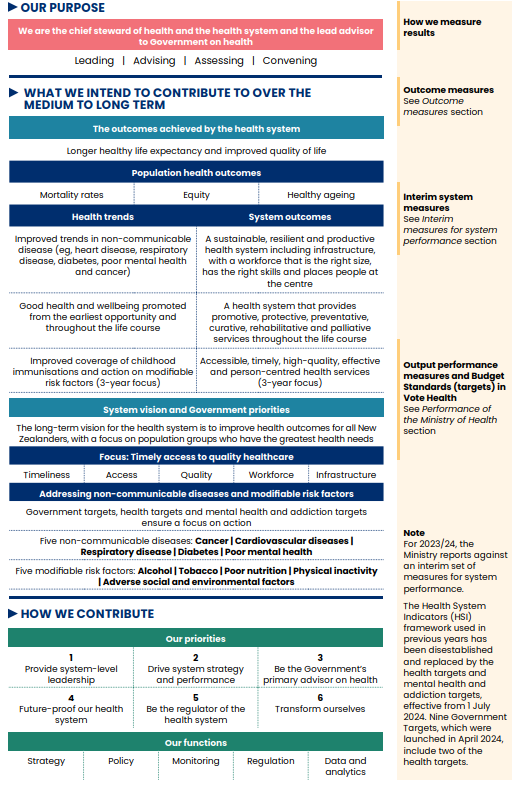 OUR PURPOSE
We are the chief steward of health and the health system and the lead advisor
to Government on health
Leading | Advising | Assessing | Convening
WHAT WE INTEND TO CONTRIBUTE TO OVER THE
MEDIUM TO LONG TERM
The outcomes achieved by the health system
Longer healthy life expectancy and improved quality of life
Population health outcomes
Mortality rates
Equity
Healthy ageing
Health trends
System outcomes
Improved trends in non-communicable
disease (eg, heart disease, respiratory
disease, diabetes, poor mental health
and cancer)
A sustainable, resilient and productive
health system including infrastructure,
with a workforce that is the right size,
has the right skills and places people at
the centre
Good health and wellbeing promoted
from the earliest opportunity and
throughout the life course
A health system that provides
promotive, protective, preventative,
curative, rehabilitative and palliative
services throughout the life course
Improved coverage of childhood
immunisations and action on modifiable
risk factors (3-year focus)
Accessible, timely, high-quality, effective
and person-centred health services
(3-year focus)
System vision and Government priorities
The long-term vision for the health system is to improve health outcomes for all New
Zealanders, with a focus on population groups who have the greatest health needs
Focus: Timely access to quality healthcare
Timeliness
Access
Quality
Workforce
Infrastructure
Addressing non-communicable diseases and modifiable risk factors
Government targets, health targets and mental health and addiction targets
ensure a focus on action
Five non-communicable diseases: Cancer | Cardiovascular diseases |
Respiratory disease | Diabetes | Poor mental health
Five modifiable risk factors: Alcohol | Tobacco | Poor nutrition | Physical inactivity
| Adverse social and environmental factors
HOW WE CONTRIBUTE
Our priorities
1
Provide system-level
leadership
2
Drive system strategy
and performance
3
Be the Government's
primary advisor on health
4
Future-proof our health
system
5
Be the regulator of the
health system
6
Transform ourselves
Our functions
Strategy
Policy
Monitoring
Regulation
Data and
analytics
How we measure
results
Outcome measures
See Outcome
measures section
Interim system
measures
See Interim
measures for system
performance section
Output performance
measures and Budget
Standards (targets) in
Vote Health
See Performance of
the Ministry of Health
section
Note
For 2023/24, the
Ministry reports against
an interim set of
measures for system
performance.
The Health System
Indicators (HSI)
framework used in
previous years has
been disestablished
and replaced by the
health targets and
mental health and
addiction targets,
effective from 1 July
2024. Nine Government
Targets, which were
launched in April 2024,
include two of the
health targets.